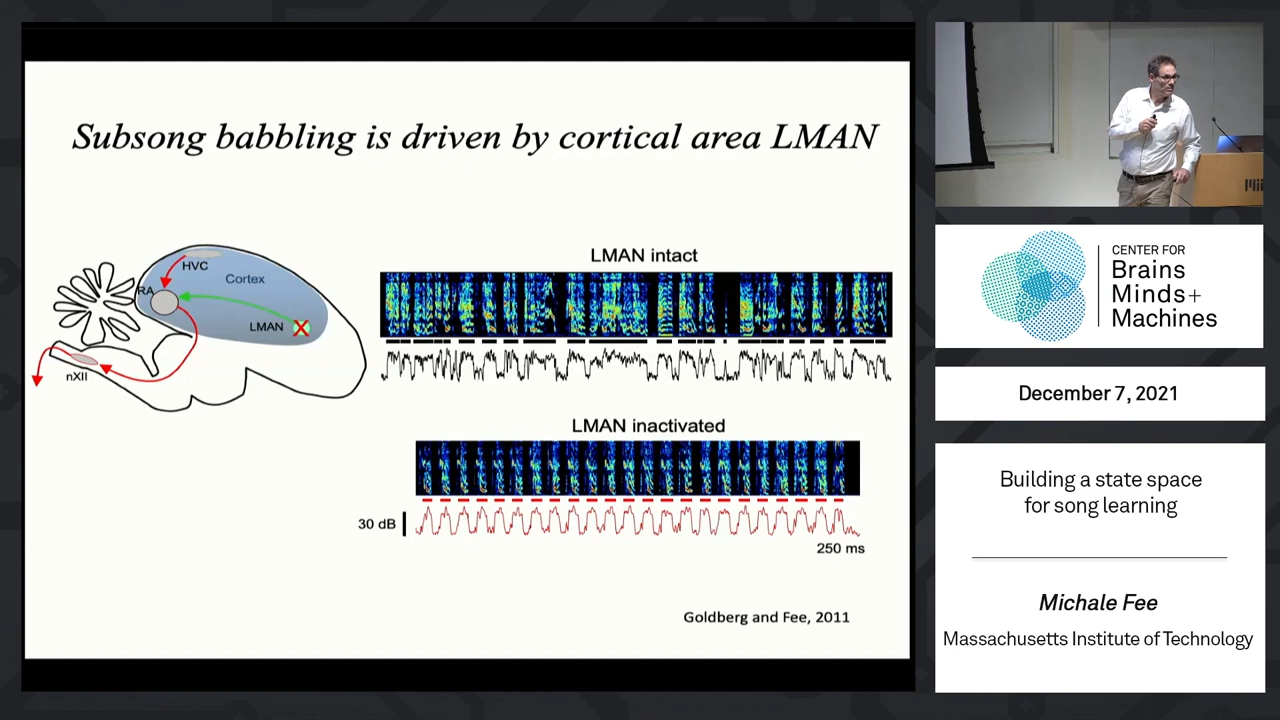 Subsong babbling is driven by cortical area LMAN
HVC
Cortex
RA
LMAN
nXII
LMAN intact
LMAN inactivated
30 dB
250 ms
Goldberg and Fee, 2011
CENTER FOR
Brains
Minds+
Machines
December 7, 2021
Building a state space
for song learning
Michale Fee
Massachusetts Institute of Technology